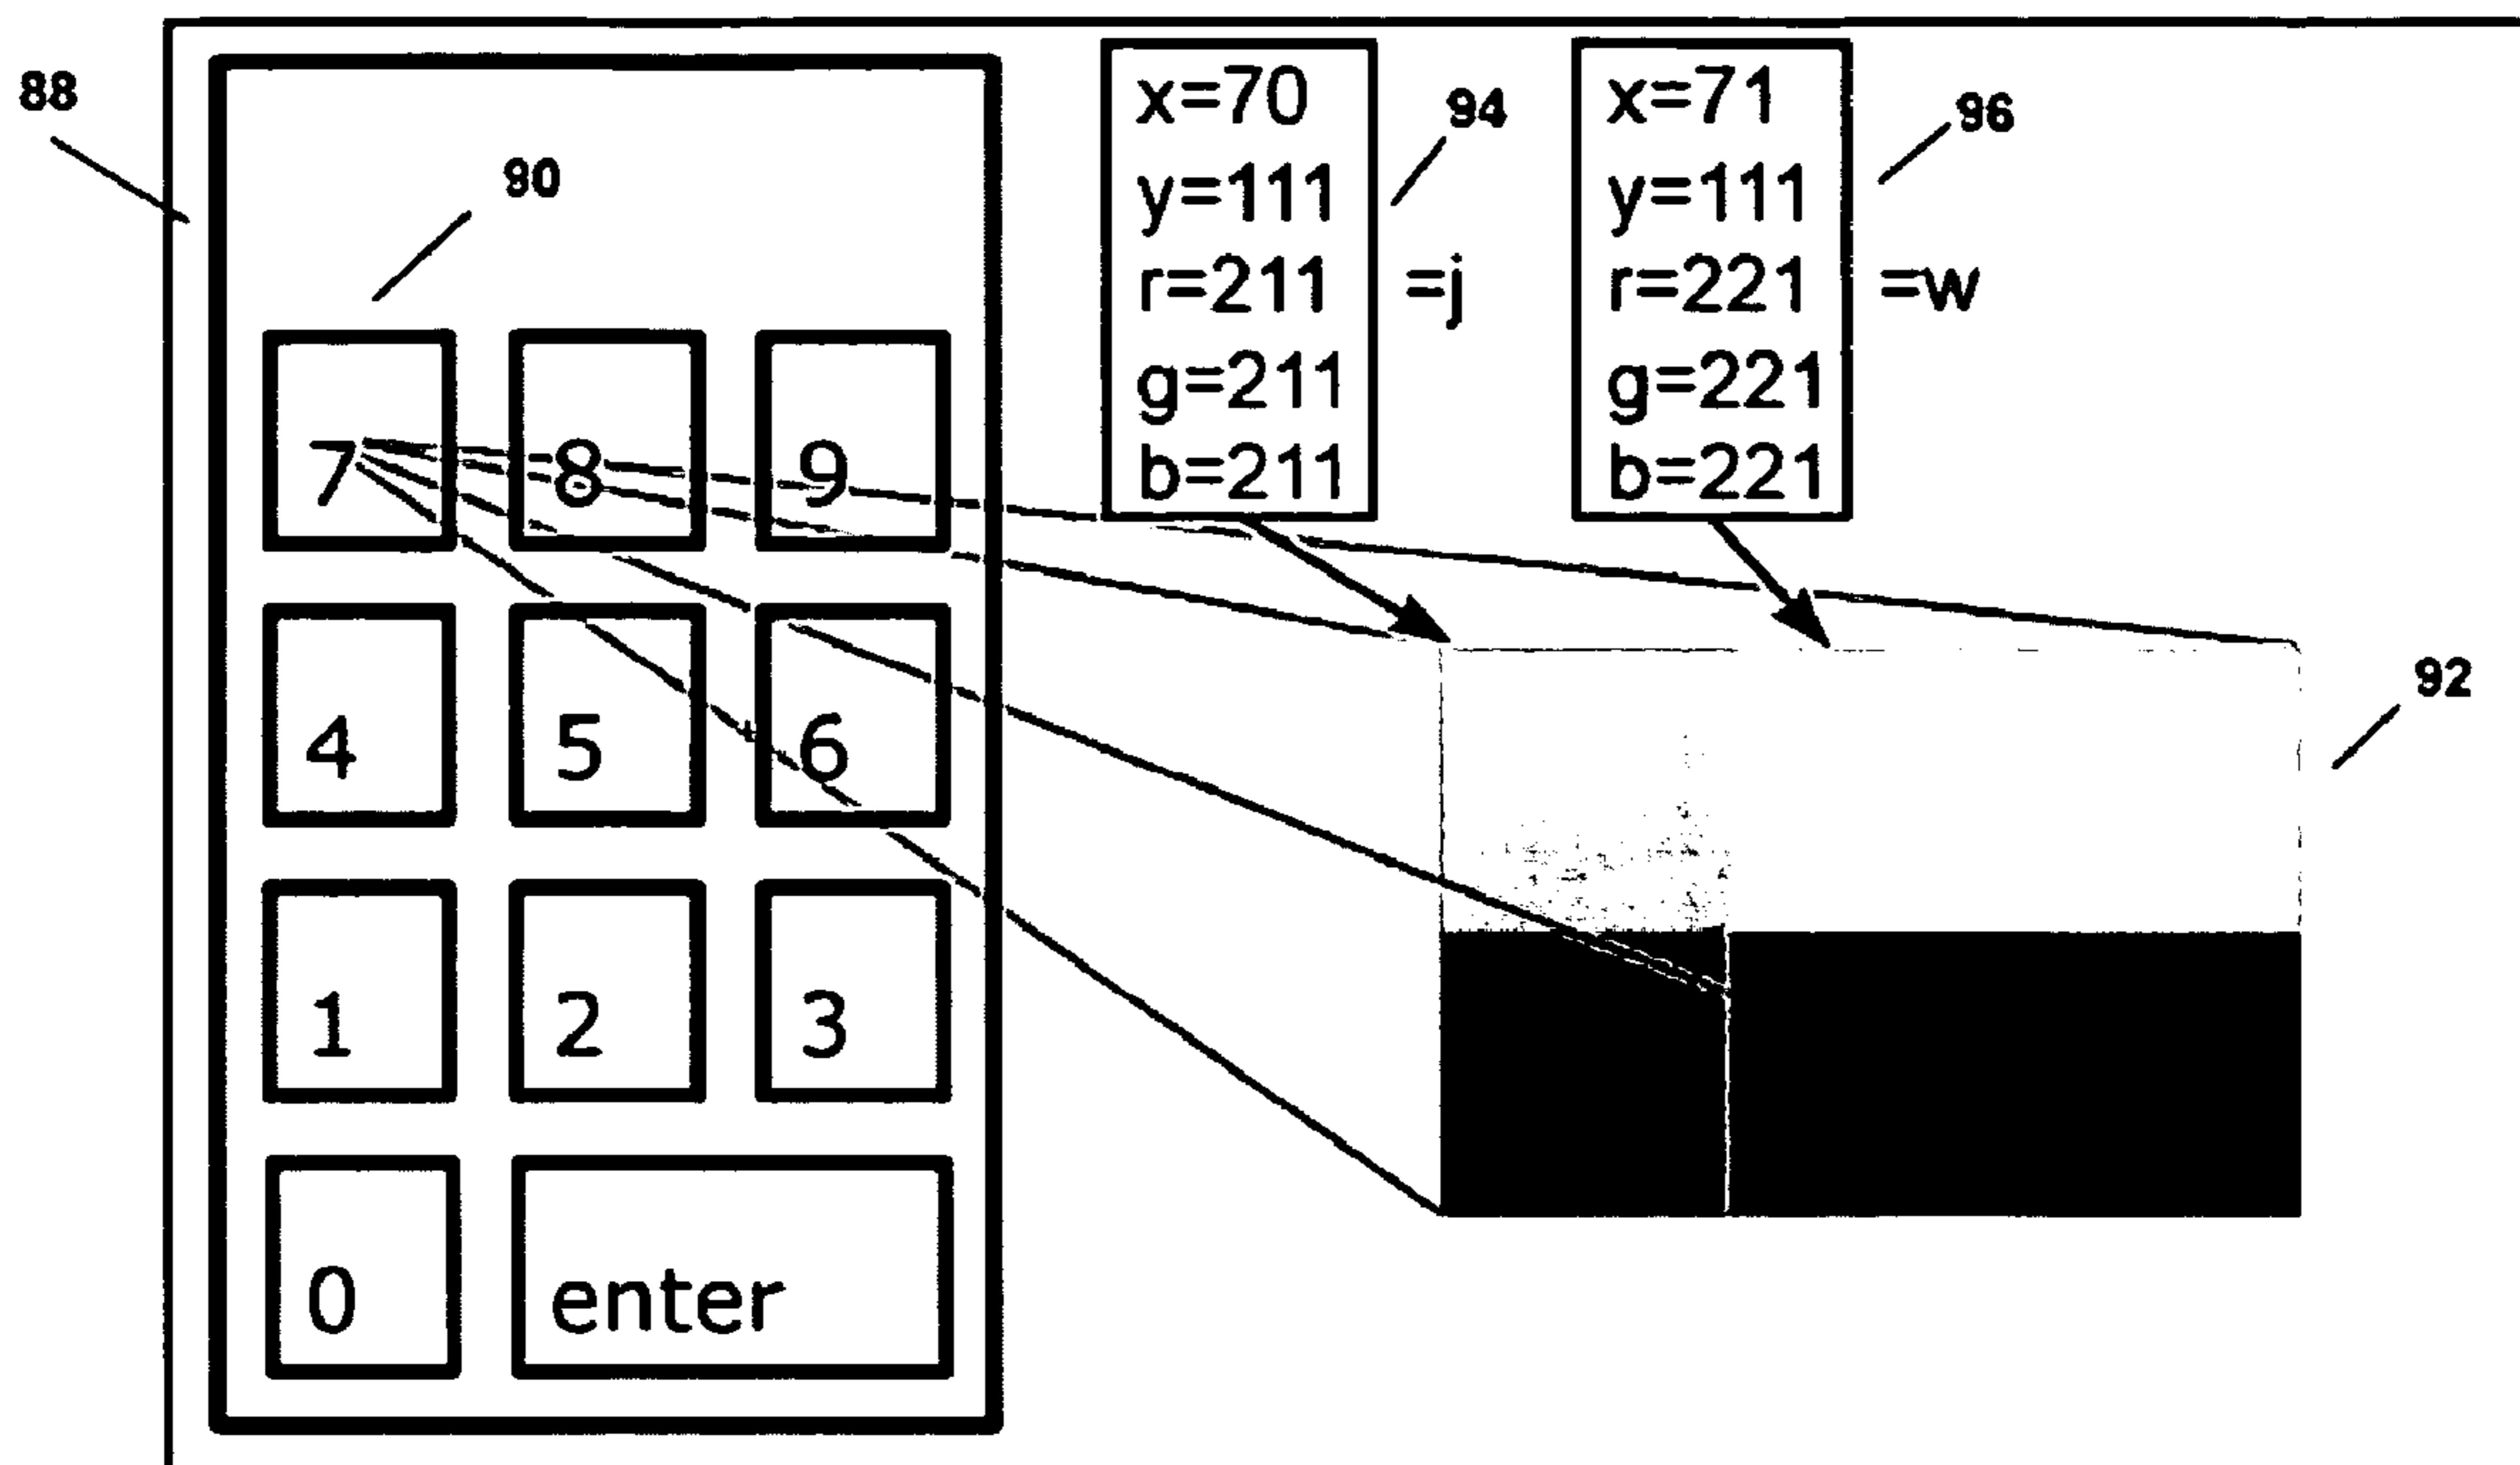 88
90
7 8 9
4 5 6
1 2 3
0 enter
x=70
y=111
r=211
g=211
b=211
=j
94
x=71
y=111
r=221
g=221
b=221
=w
96
92